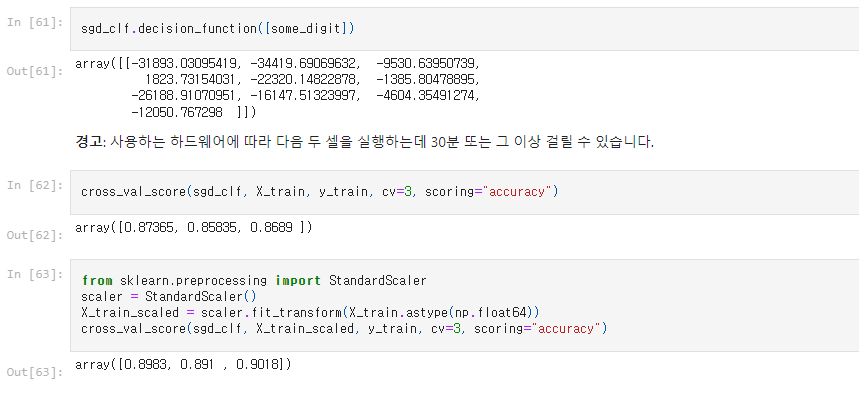 In [61]:
sgd_clf.decision_function([some_digit])
Out[61]:
array([[-31893.03095419, -34419.69069632,  -9530.63950739,
          1823.73154031, -22320.14822878,  -1385.80478895,
        -26188.91070951, -16147.51323997,  -4604.35491274,
        -12050.767298  ]])
경고: 사용하는 하드웨어에 따라 다음 두 셀을 실행하는데 30분 또는 그 이상 걸릴 수 있습니다.
In [62]:
cross_val_score(sgd_clf, X_train, y_train, cv=3, scoring="accuracy")
Out[62]:
array([0.87365, 0.85835, 0.8689 ])
In [63]:
from sklearn.preprocessing import StandardScaler
scaler = StandardScaler()
X_train_scaled = scaler.fit_transform(X_train.astype(np.float64))
cross_val_score(sgd_clf, X_train_scaled, y_train, cv=3, scoring="accuracy")
Out[63]:
array([0.8983, 0.891 , 0.9018])